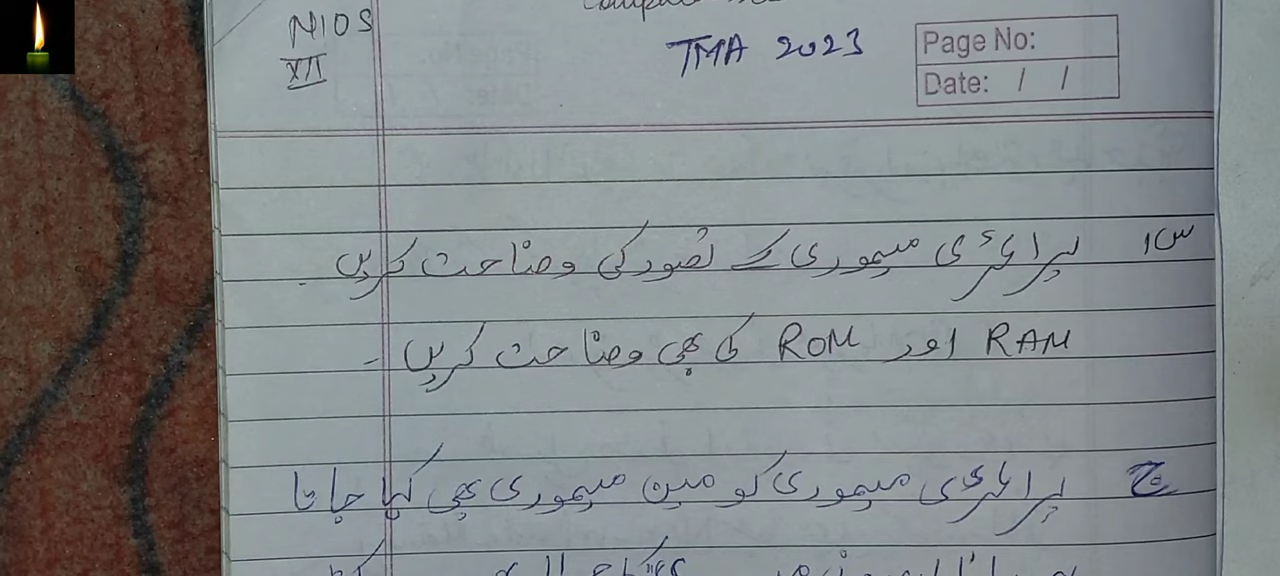 NIOS
XII
TMA 2023
Page No:
Date: / /
س۱ پرائمری میموری کے تصور کی وضاحت کریں۔
RAM اور ROM کی بھی وضاحت کریں۔
ج پرائمری میموری کو مین میموری بھی کہا جاتا